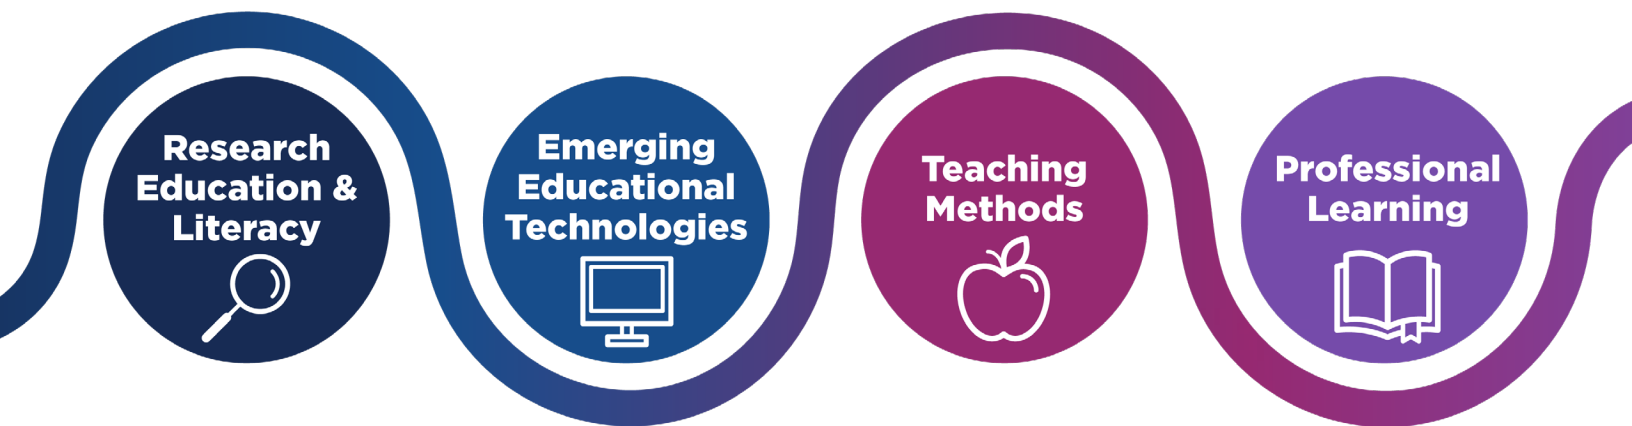 Research
Education &
Literacy
Emerging
Educational
Technologies
Teaching
Methods
Professional
Learning